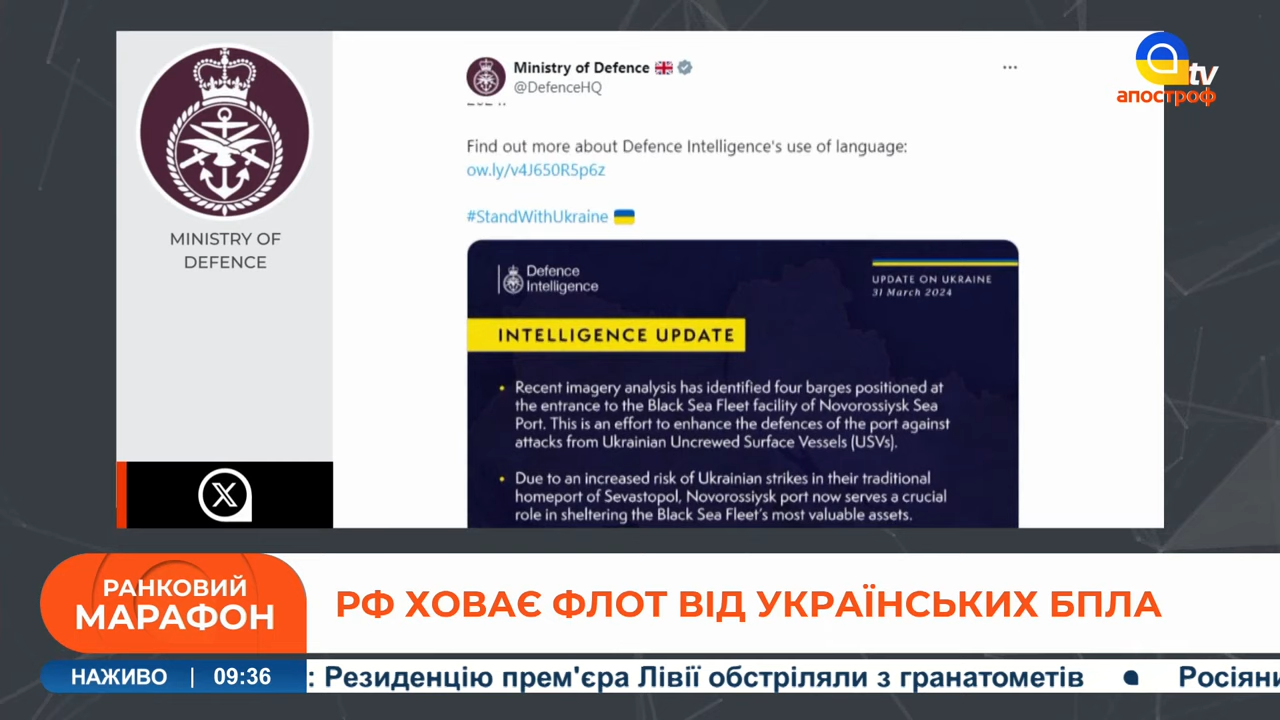 MINISTRY OF
DEFENCE
Ministry of Defence
@DefenceHQ
Find out more about Defence Intelligence's use of language:
ow.ly/v4J650R5p6z
#StandWithUkraine
Defence
Intelligence
UPDATE ON UKRAINE
31 March 2024
INTELLIGENCE UPDATE
• Recent imagery analysis has identified four barges positioned at
the entrance to the Black Sea Fleet facility of Novorossiysk Sea
Port. This is an effort to enhance the defences of the port against
attacks from Ukrainian Uncrewed Surface Vessels (USVs).
• Due to an increased risk of Ukrainian strikes in their traditional
homeport of Sevastopol, Novorossiysk port now serves a crucial
role in sheltering the Black Sea Fleet's most valuable assets.
tv
апостроф
РАНКОВИЙ
МАРАФОН
РФ ХОВАЄ ФЛОТ ВІД УКРАЇНСЬКИХ БПЛА
НАЖИВО | 09:36
: Резиденцію прем'єра Лівії обстріляли з гранатометів • Росіяни